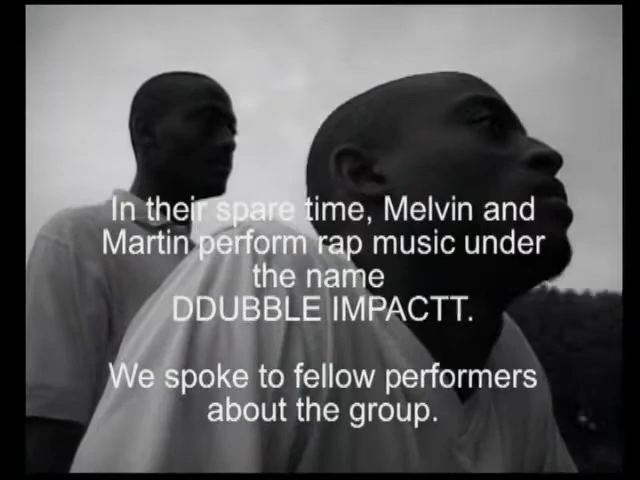 In their spare time, Melvin and
Martin perform rap music under
the name
DDUBBLE IMPACTT.
We spoke to fellow performers
about the group.